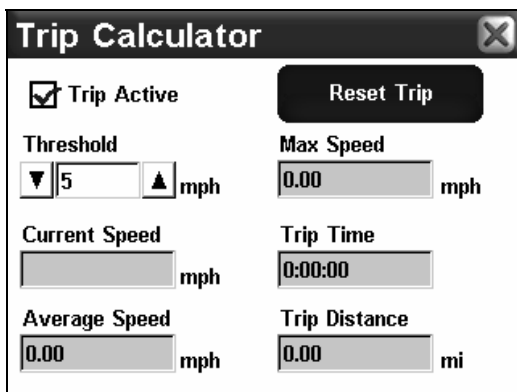 Trip Calculator
Trip Active
Reset Trip
Threshold
5 mph
Max Speed
0.00 mph
Current Speed
mph
Trip Time
0:00:00
Average Speed
0.00 mph
Trip Distance
0.00 mi